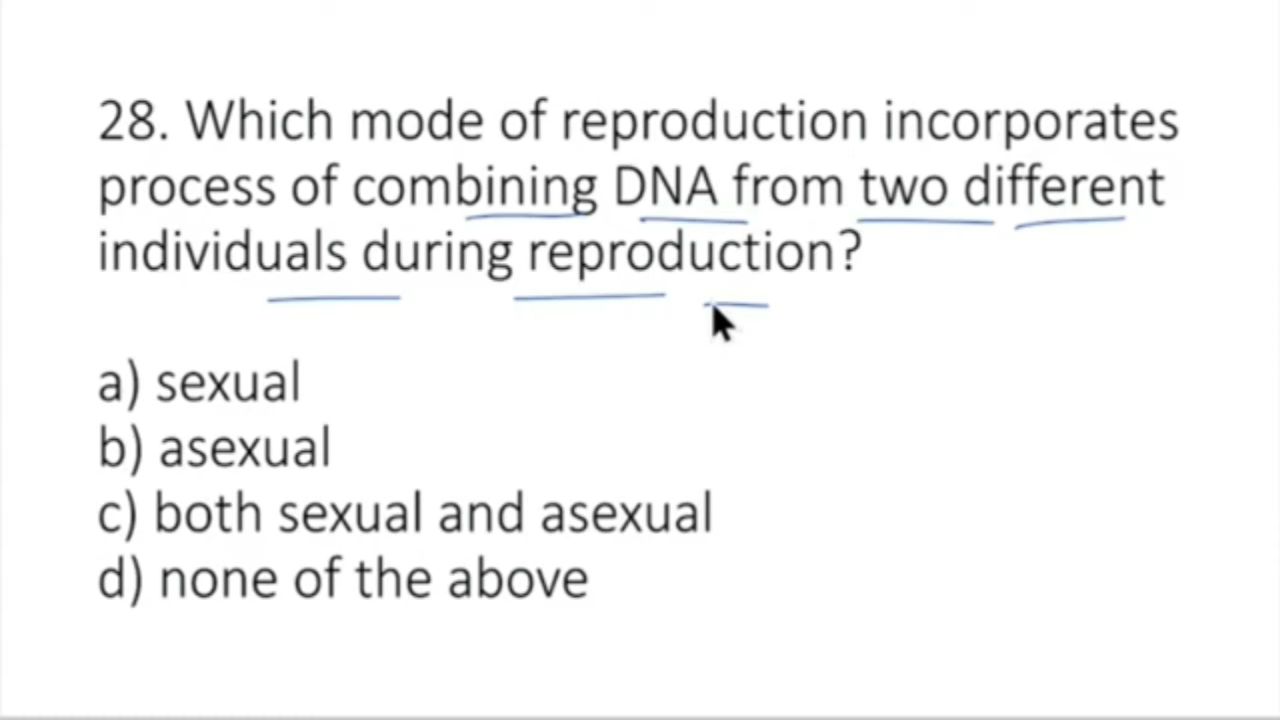 28. Which mode of reproduction incorporates
process of combining DNA from two different
individuals during reproduction?
a) sexual
b) asexual
c) both sexual and asexual
d) none of the above